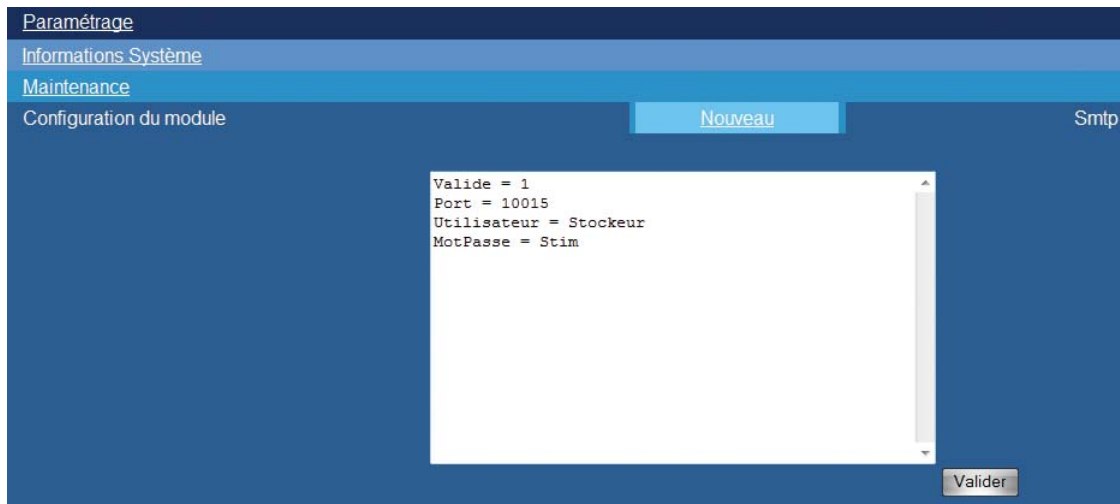 Paramétrage
Informations Système
Maintenance
Configuration du module Nouveau Smtp
Valide = 1
Port = 10015
Utilisateur = Stockeur
MotPasse = Stim
Valider